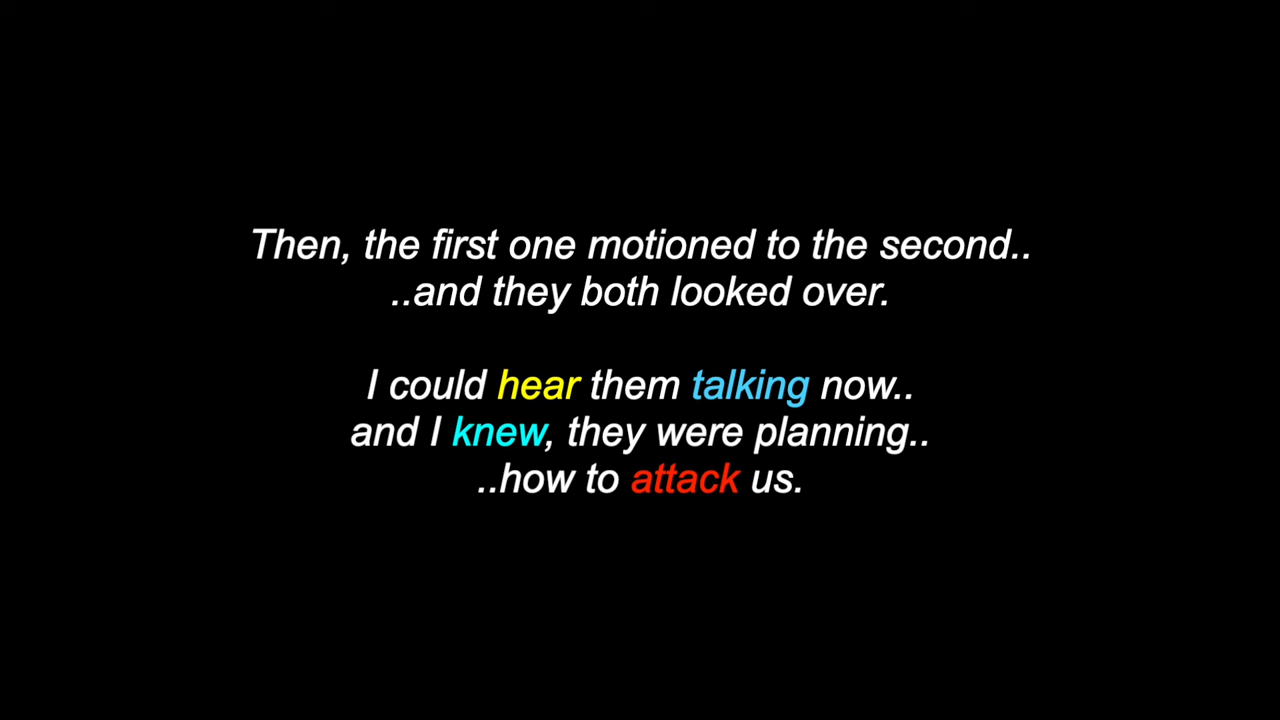 Then, the first one motioned to the second..
..and they both looked over.
I could hear them talking now..
and I knew, they were planning..
..how to attack us.